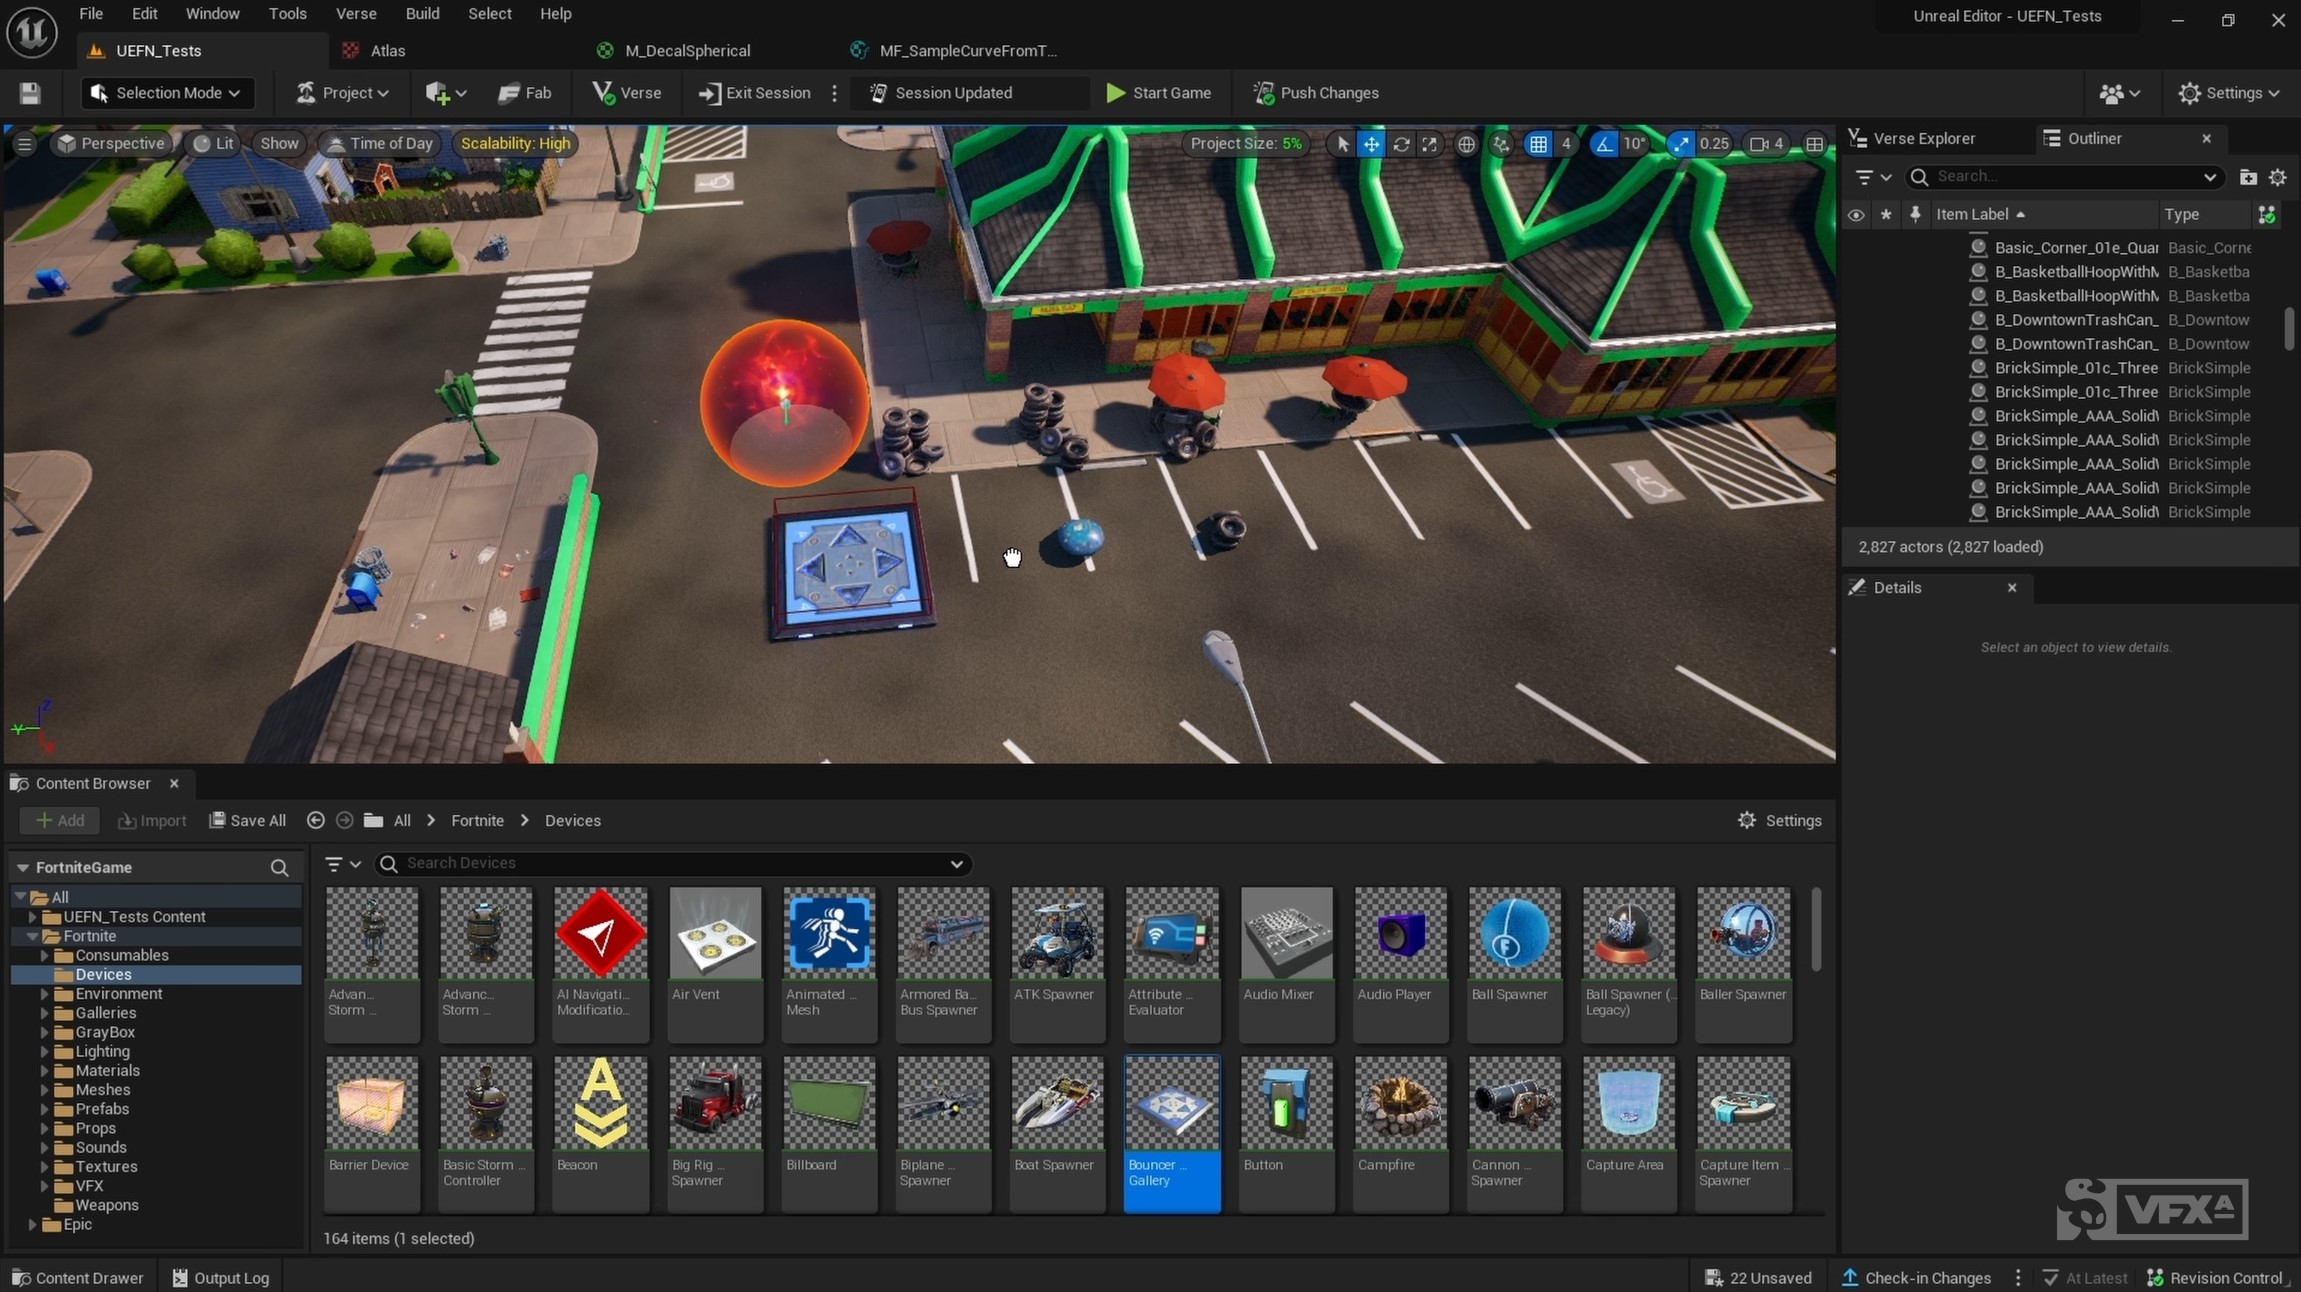 File Edit Window Tools Verse Build Select Help
Unreal Editor - UEFN_Tests
UEFN_Tests
Atlas
M_DecalSpherical
MF_SampleCurveFromT...
Selection Mode
Project
Fab
Verse
Exit Session
Session Updated
Start Game
Push Changes
Settings
Perspective
Lit
Show
Time of Day
Scalability: High
Project Size: 5%
4
10°
0.25
4
Verse Explorer
Outliner
Search...
Item Label
Type
Basic_Corner_01e_Quar Basic_Corne
B_BasketballHoopWithM B_Basketba
B_BasketballHoopWithM B_Basketba
B_DowntownTrashCan_ B_Downtow
B_DowntownTrashCan_ B_Downtow
BrickSimple_01c_Three BrickSimple
BrickSimple_01c_Three BrickSimple
BrickSimple_AAA_Solid BrickSimple
BrickSimple_AAA_Solid BrickSimple
BrickSimple_AAA_Solid BrickSimple
BrickSimple_AAA_Solid BrickSimple
BrickSimple_AAA_Solid BrickSimple
2,827 actors (2,827 loaded)
Details
Select an object to view details.
Z
Y
Content Browser
Add
Import
Save All
All > Fortnite > Devices
Settings
FortniteGame
All
UEFN_Tests Content
Fortnite
Consumables
Devices
Environment
Galleries
GrayBox
Lighting
Materials
Meshes
Prefabs
Props
Sounds
Textures
VFX
Weapons
Epic
Search Devices
Advan...
Storm ...
Advanc...
Storm ...
AI Navigati...
Modificatio...
Air Vent
Animated ...
Mesh
Armored Ba...
Bus Spawner
ATK Spawner
Attribute ...
Evaluator
Audio Mixer
Audio Player
Ball Spawner
Ball Spawner (...
Legacy)
Baller Spawner
Barrier Device
Basic Storm ...
Controller
Beacon
Big Rig ...
Spawner
Billboard
Biplane ...
Spawner
Boat Spawner
Bouncer ...
Gallery
Button
Campfire
Cannon ...
Spawner
Capture Area
Capture Item ...
Spawner
164 items (1 selected)
VFXA
Content Drawer
Output Log
22 Unsaved
Check-in Changes
At Latest
Revision Control